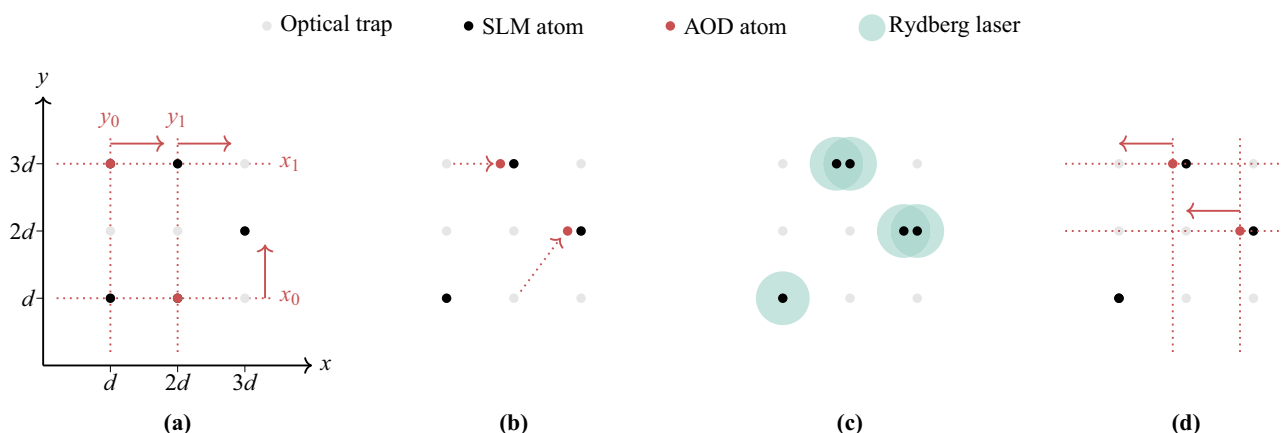 Optical trap SLM atom AOD atom Rydberg laser
y
y0 y1
3d x1
2d
d x0
x
d 2d 3d
(a) (b) (c) (d)